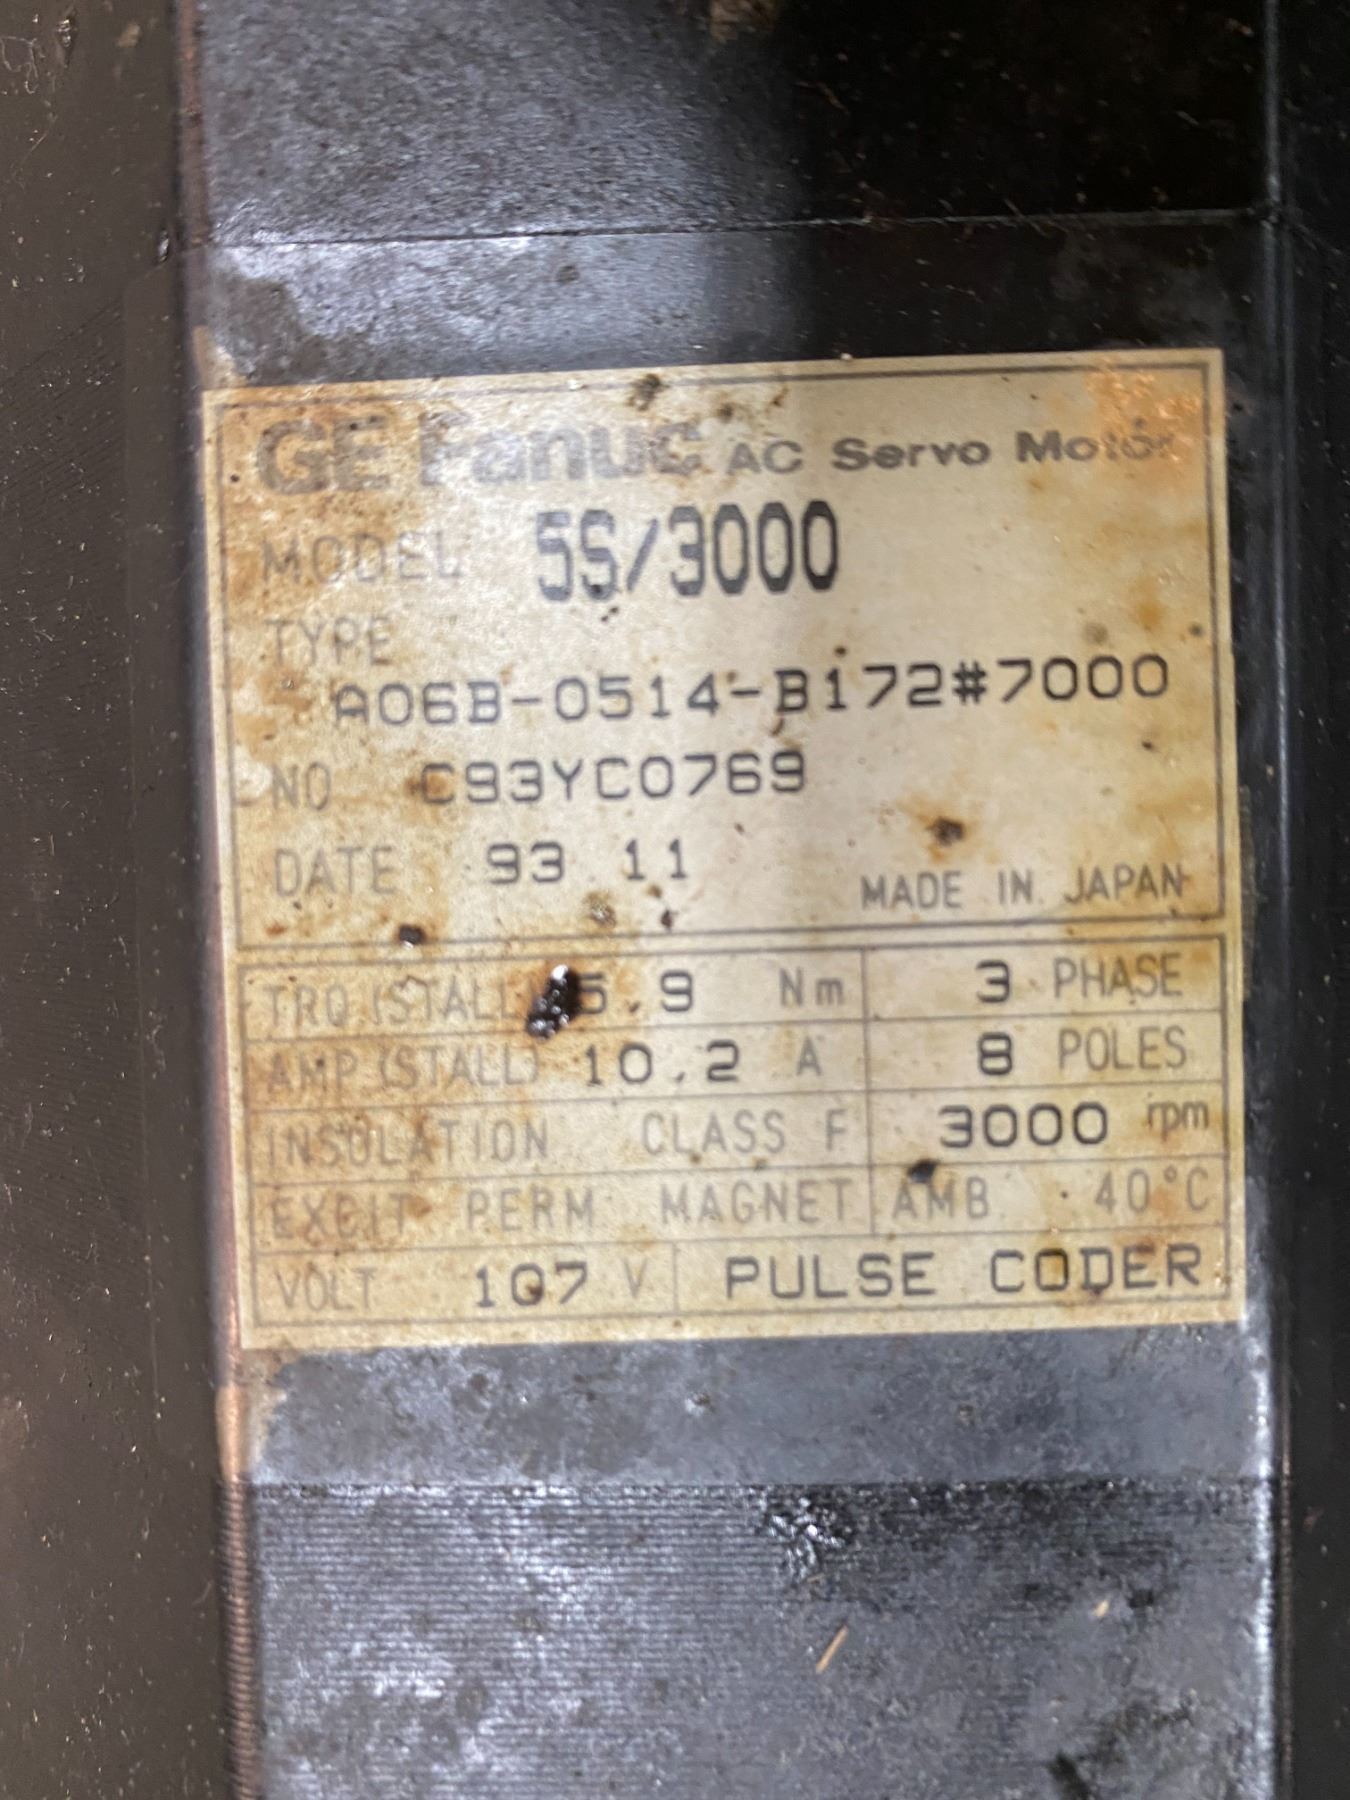 GE Fanuc AC Servo Motor
MODEL 5S/3000
TYPE
A06B-0514-B172#7000
NO C93YC0769
DATE 93 11 MADE IN JAPAN
TRQ (STALL) 5.9 Nm 3 PHASE
AMP (STALL) 10.2 A 8 POLES
INSULATION CLASS F 3000 rpm
EXCIT PERM MAGNET AMB 40°C
VOLT 107 V PULSE CODER